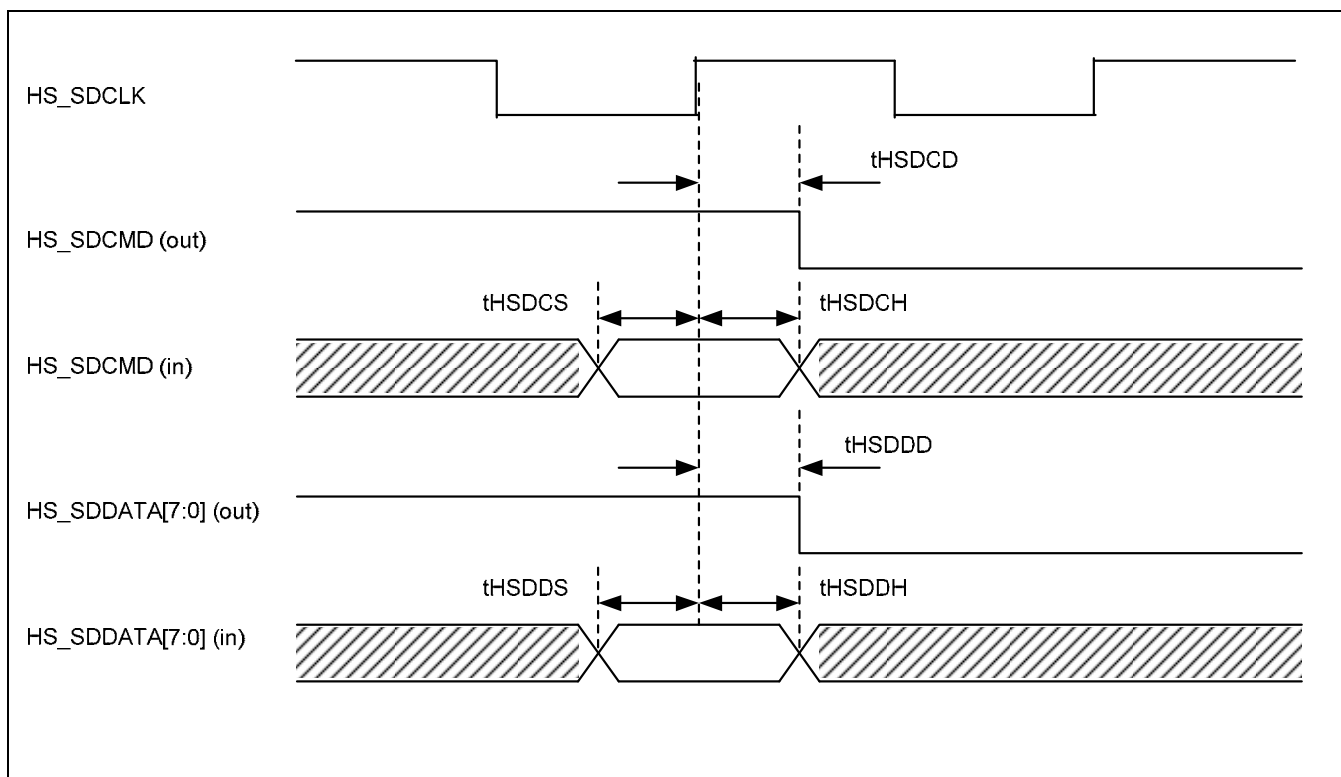 HS_SDCLK
tHSDCD
HS_SDCMD (out)
tHSDCS
tHSDCH
HS_SDCMD (in)
tHSDDD
HS_SDDATA[7:0] (out)
tHSDDS
tHSDDH
HS_SDDATA[7:0] (in)